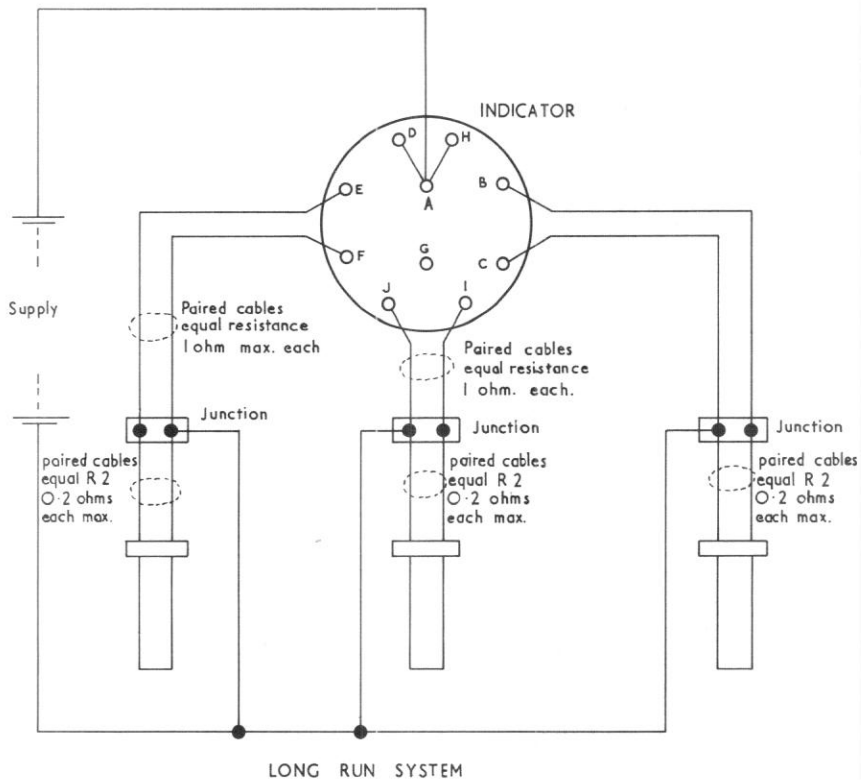 INDICATOR
D
H
E
A
B
F
G
C
J
I
Supply
Paired cables
equal resistance
1 ohm max. each
Paired cables
equal resistance
1 ohm. each.
Junction
Junction
Junction
paired cables
equal R 2
0.2 ohms
each max.
paired cables
equal R 2
0.2 ohms
each max.
paired cables
equal R 2
0.2 ohms
each max.
LONG RUN SYSTEM